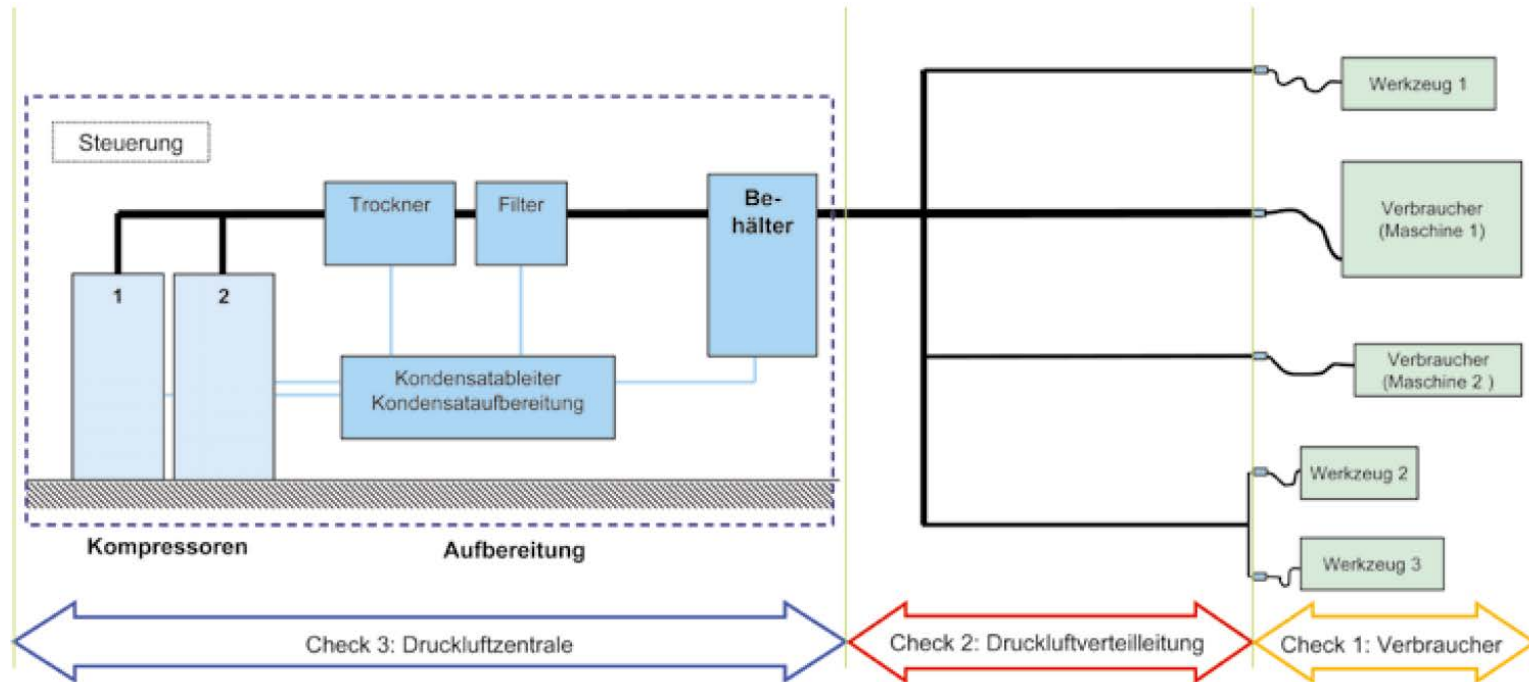 Steuerung
Trockner
Filter
Be-
hälter
1
2
Kondensatableiter
Kondensataufbereitung
Kompressoren
Aufbereitung
Werkzeug 1
Verbraucher
(Maschine 1)
Verbraucher
(Maschine 2 )
Werkzeug 2
Werkzeug 3
Check 3: Druckluftzentrale
Check 2: Druckluftverteilleitung
Check 1: Verbraucher